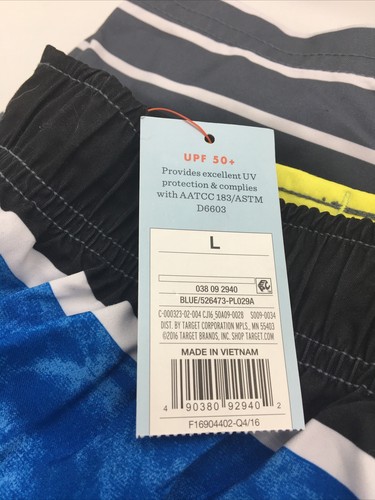 UPF 50+
Provides excellent UV
protection & complies
with AATCC 183/ASTM
D6603
L
038 09 2940
BLUE/526473-PL029A
C-000323-02-004 CJ16_50A09-0028 S009-0034
DIST. BY TARGET CORPORATION MPLS., MN 55403
©2016 TARGET BRANDS, INC. SHOP TARGET.COM
MADE IN VIETNAM
4 90380 92940 2
F16904402-Q4/16